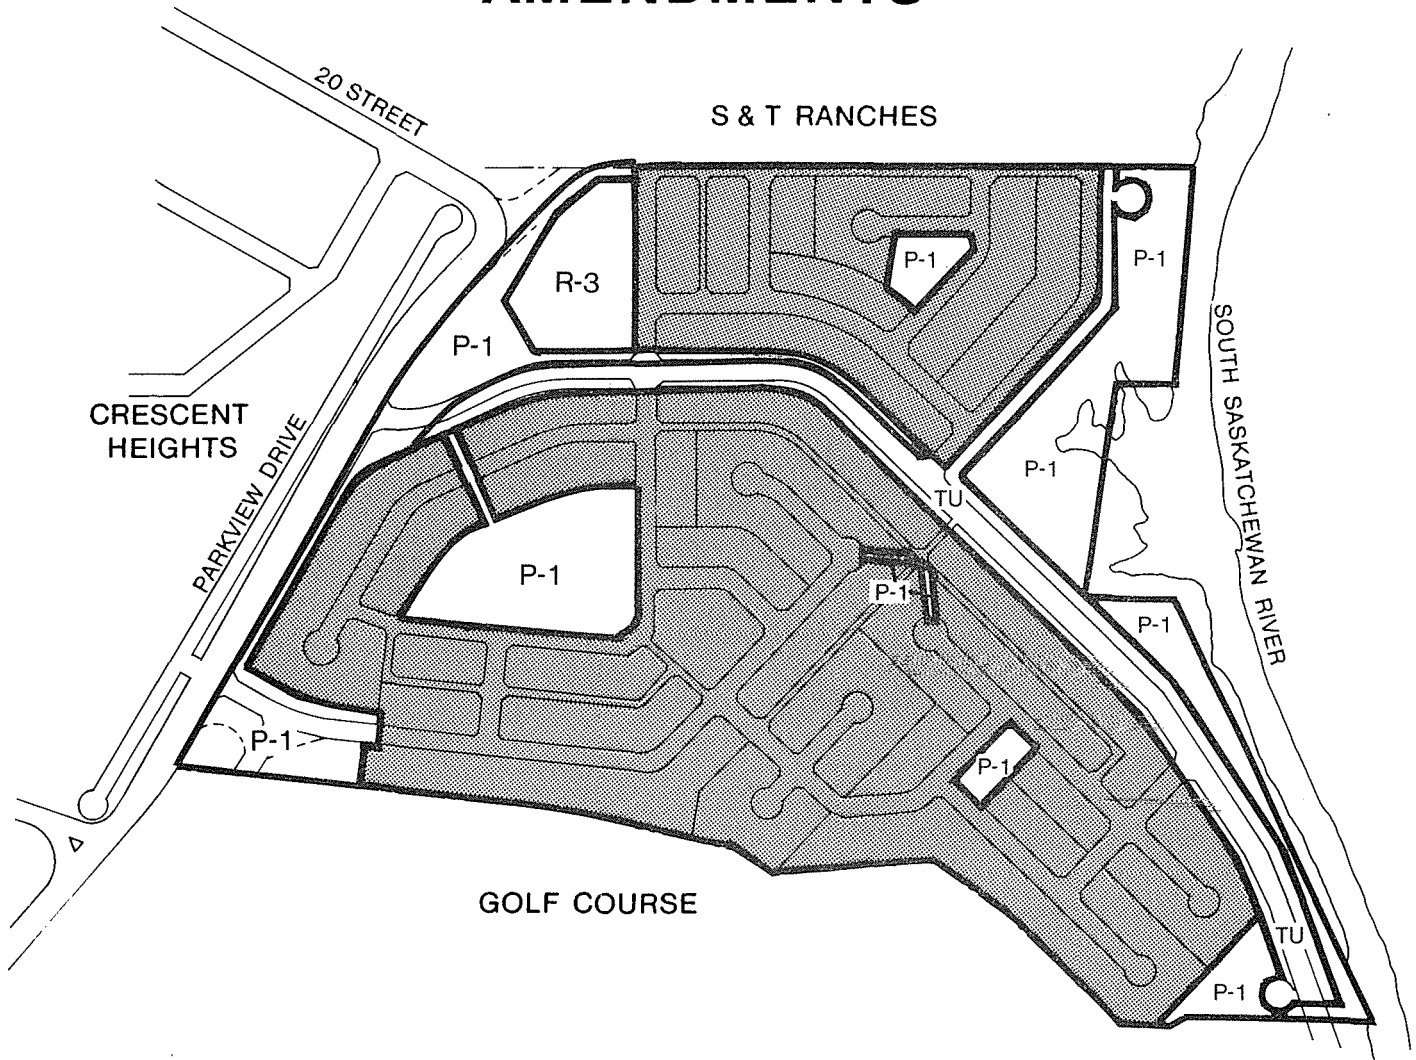 AMENDMENTS
20 STREET
S & T RANCHES
P-1
P-1
R-3
P-1
SOUTH SASKATCHEWAN RIVER
CRESCENT
HEIGHTS
PARKVIEW DRIVE
P-1
TU
P-1
P-1
P-1
P-1
P-1
GOLF COURSE
TU
P-1